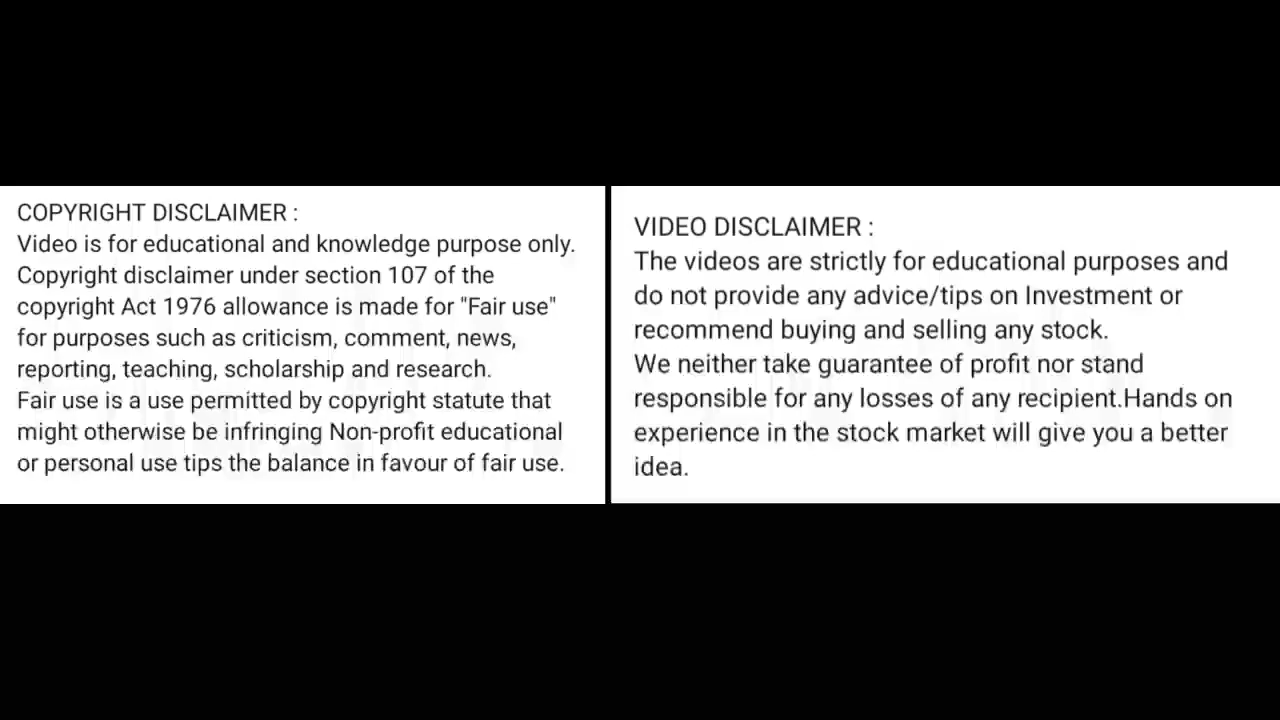 COPYRIGHT DISCLAIMER :
Video is for educational and knowledge purpose only.
Copyright disclaimer under section 107 of the
copyright Act 1976 allowance is made for "Fair use"
for purposes such as criticism, comment, news,
reporting, teaching, scholarship and research.
Fair use is a use permitted by copyright statute that
might otherwise be infringing Non-profit educational
or personal use tips the balance in favour of fair use.
VIDEO DISCLAIMER :
The videos are strictly for educational purposes and
do not provide any advice/tips on Investment or
recommend buying and selling any stock.
We neither take guarantee of profit nor stand
responsible for any losses of any recipient.Hands on
experience in the stock market will give you a better
idea.